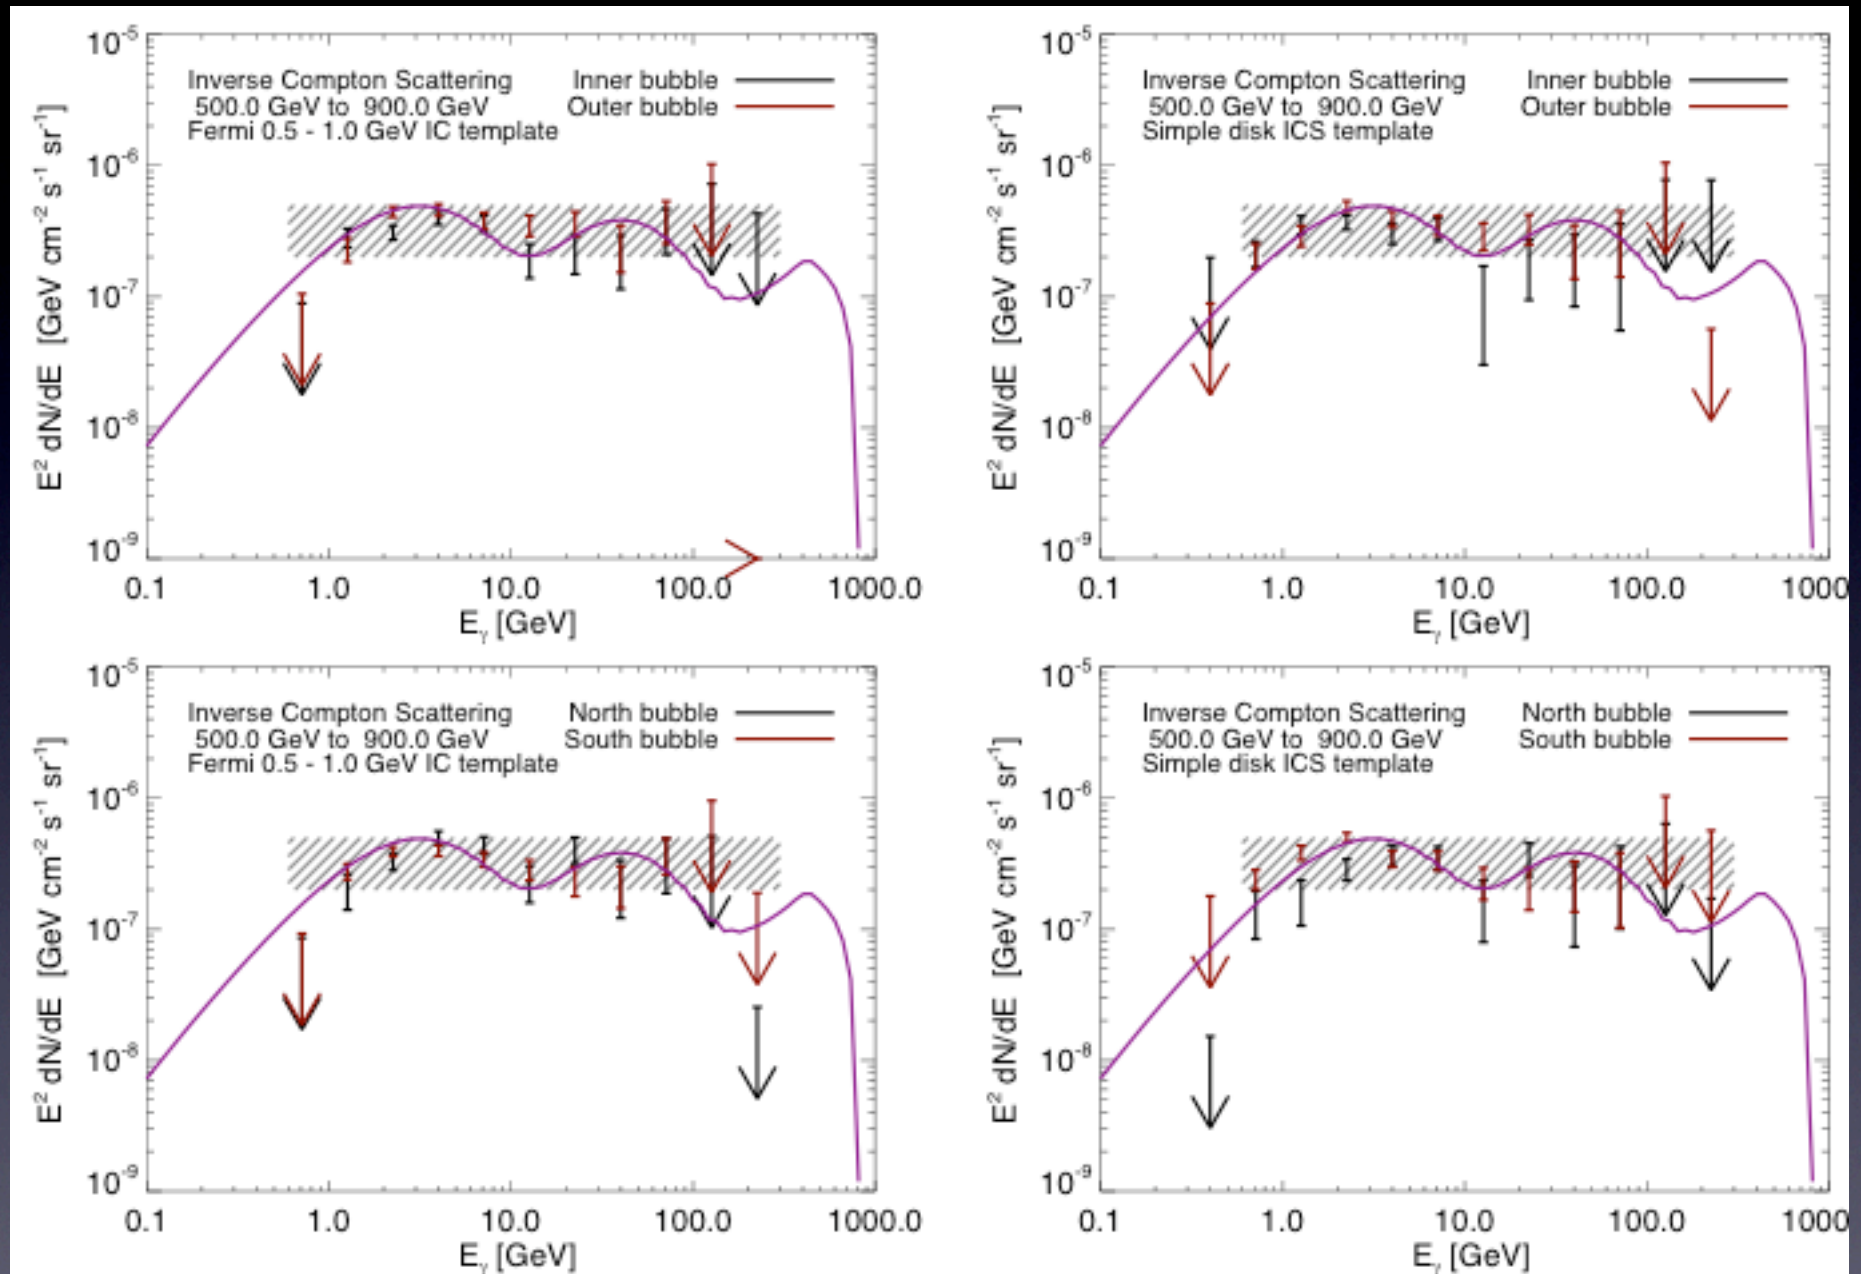 10^-5
10^-6
10^-7
10^-8
10^-9
E^2 dN/dE [GeV cm^-2 s^-1 sr^-1]
Inverse Compton Scattering
500.0 GeV to 900.0 GeV
Fermi 0.5 - 1.0 GeV IC template
Inner bubble
Outer bubble
0.1 1.0 10.0 100.0 1000.0
E_γ [GeV]
10^-5
10^-6
10^-7
10^-8
10^-9
E^2 dN/dE [GeV cm^-2 s^-1 sr^-1]
Inverse Compton Scattering
500.0 GeV to 900.0 GeV
Simple disk ICS template
Inner bubble
Outer bubble
0.1 1.0 10.0 100.0 1000
E_γ [GeV]
10^-5
10^-6
10^-7
10^-8
10^-9
E^2 dN/dE [GeV cm^-2 s^-1 sr^-1]
Inverse Compton Scattering
500.0 GeV to 900.0 GeV
Fermi 0.5 - 1.0 GeV IC template
North bubble
South bubble
0.1 1.0 10.0 100.0 1000.0
E_γ [GeV]
10^-5
10^-6
10^-7
10^-8
10^-9
E^2 dN/dE [GeV cm^-2 s^-1 sr^-1]
Inverse Compton Scattering
500.0 GeV to 900.0 GeV
Simple disk ICS template
North bubble
South bubble
0.1 1.0 10.0 100.0 1000
E_γ [GeV]